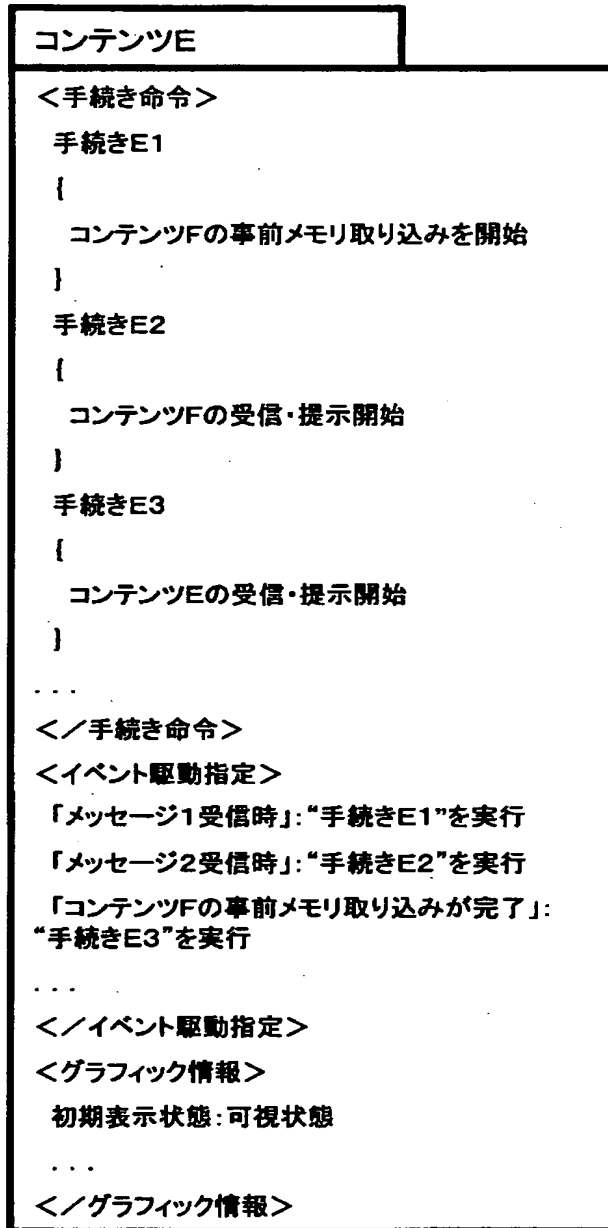 コンテンツE
＜手続き命令＞
手続きE1
{
コンテンツFの事前メモリ取り込みを開始
}
手続きE2
{
コンテンツFの受信・提示開始
}
手続きE3
{
コンテンツEの受信・提示開始
}
...
＜／手続き命令＞
＜イベント駆動指定＞
「メッセージ1受信時」:“手続きE1”を実行
「メッセージ2受信時」:“手続きE2”を実行
「コンテンツFの事前メモリ取り込みが完了」:
“手続きE3”を実行
...
＜／イベント駆動指定＞
＜グラフィック情報＞
初期表示状態:可視状態
...
＜／グラフィック情報＞